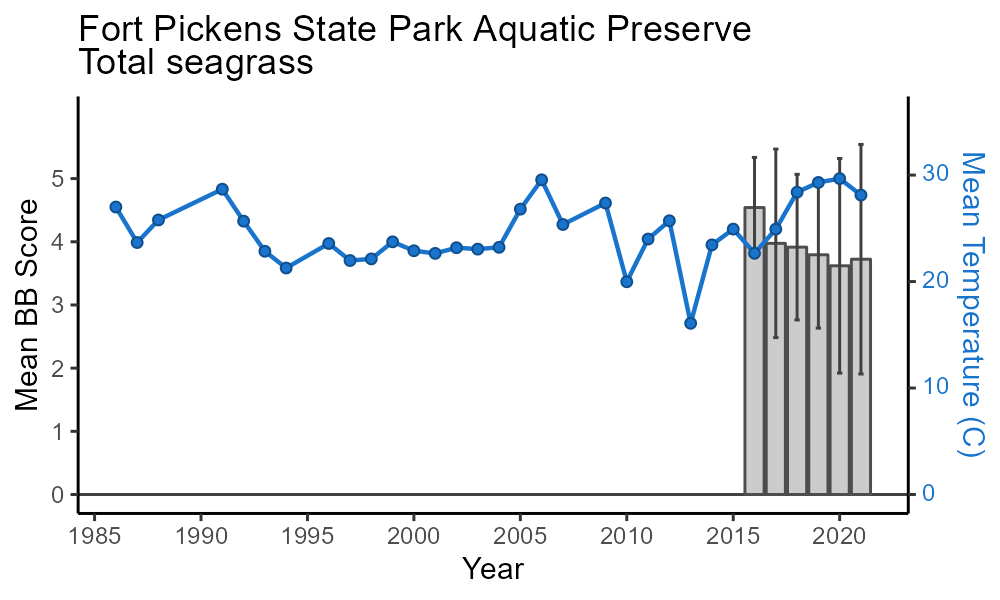 Fort Pickens State Park Aquatic Preserve
Total seagrass
Mean BB Score
5
4
3
2
1
0
30
20
10
0
Mean Temperature (C)
1985 1990 1995 2000 2005 2010 2015 2020
Year